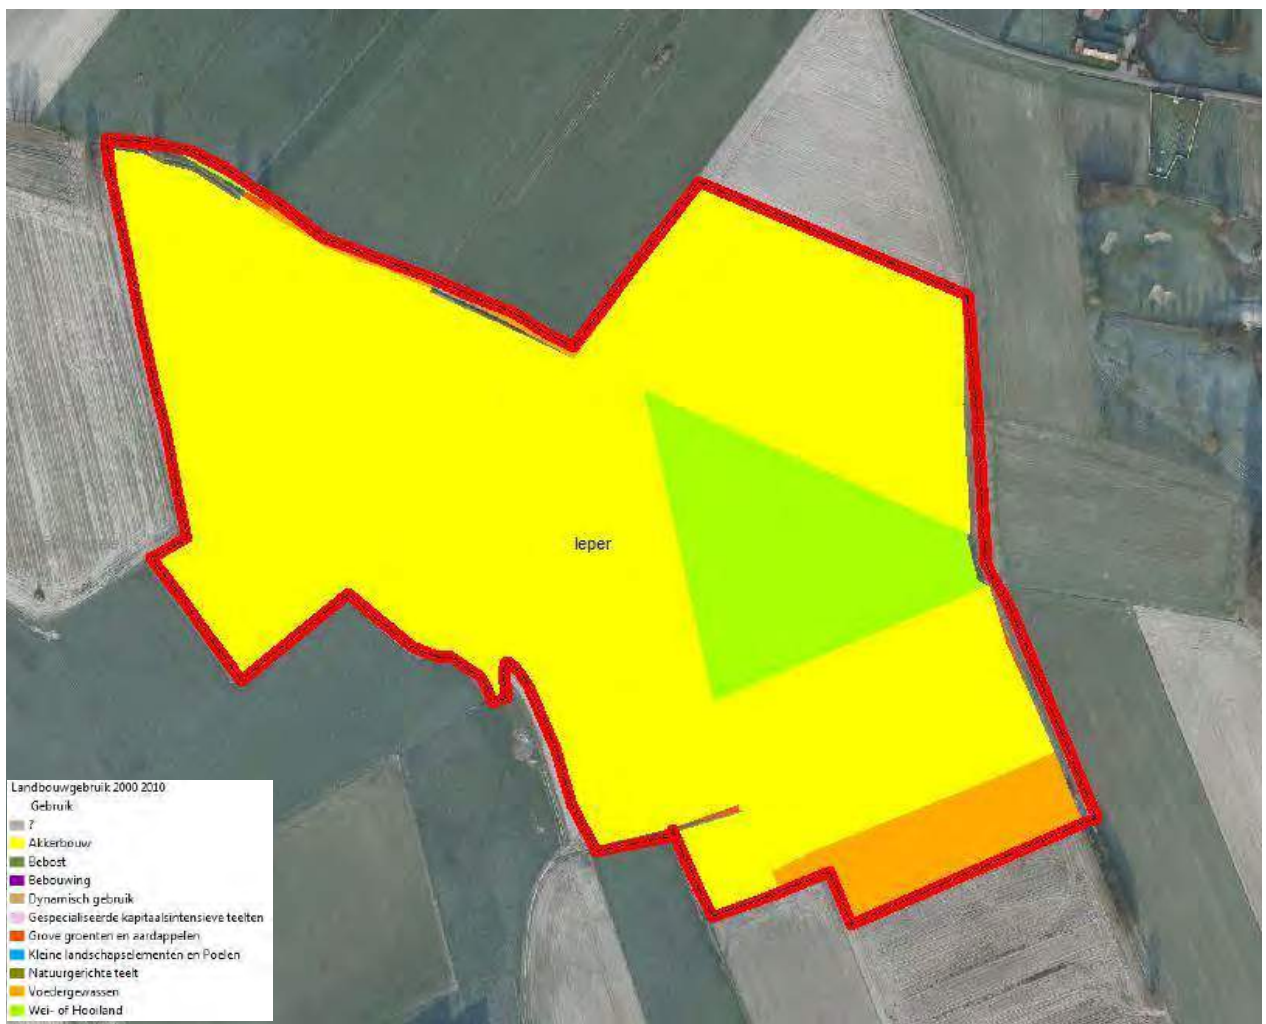 Ieper
Landbouwgebruik 2000 2010
Gebruik
?
Akkerbouw
Bebost
Bebouwing
Dynamisch gebruik
Gespecialiseerde kapitaalsintensieve teelten
Grove groenten en aardappelen
Kleine landschapselementen en Poelen
Natuurgerichte teelt
Voedergewassen
Wei- of Hooiland